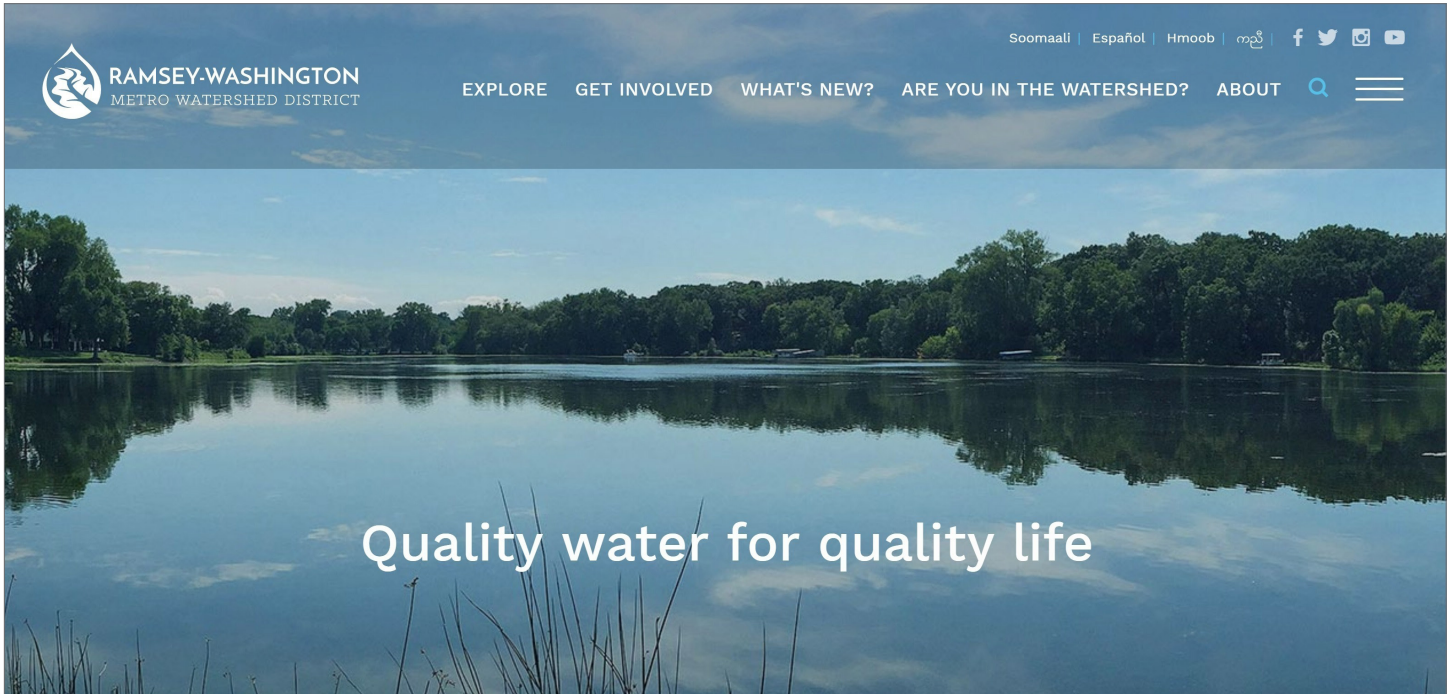 Soomaali | Español | Hmoob | ကညီ |
RAMSEY-WASHINGTON
METRO WATERSHED DISTRICT
EXPLORE GET INVOLVED WHAT'S NEW? ARE YOU IN THE WATERSHED? ABOUT
Quality water for quality life